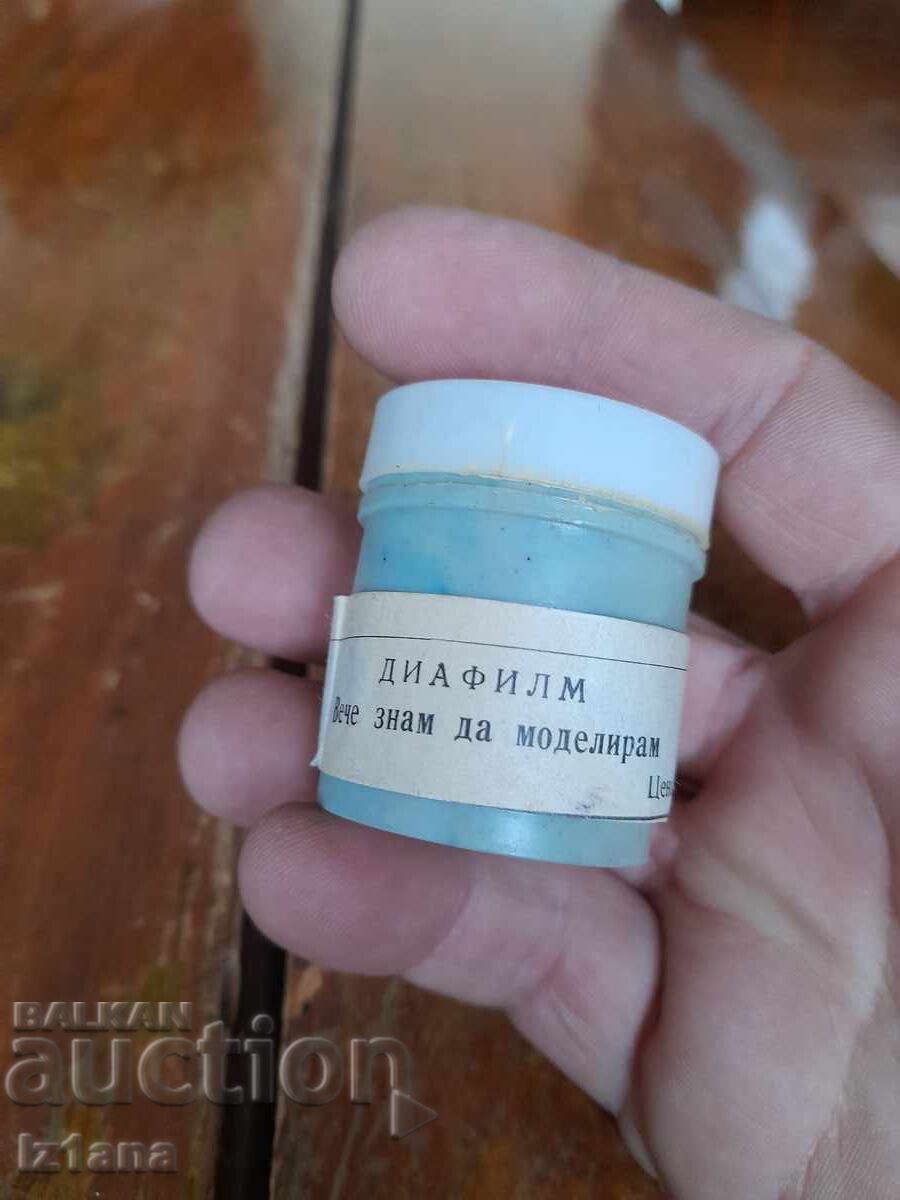 ДИАФИЛМ
Вече знам да моделирам
BALKAN
auction
Iz1ana